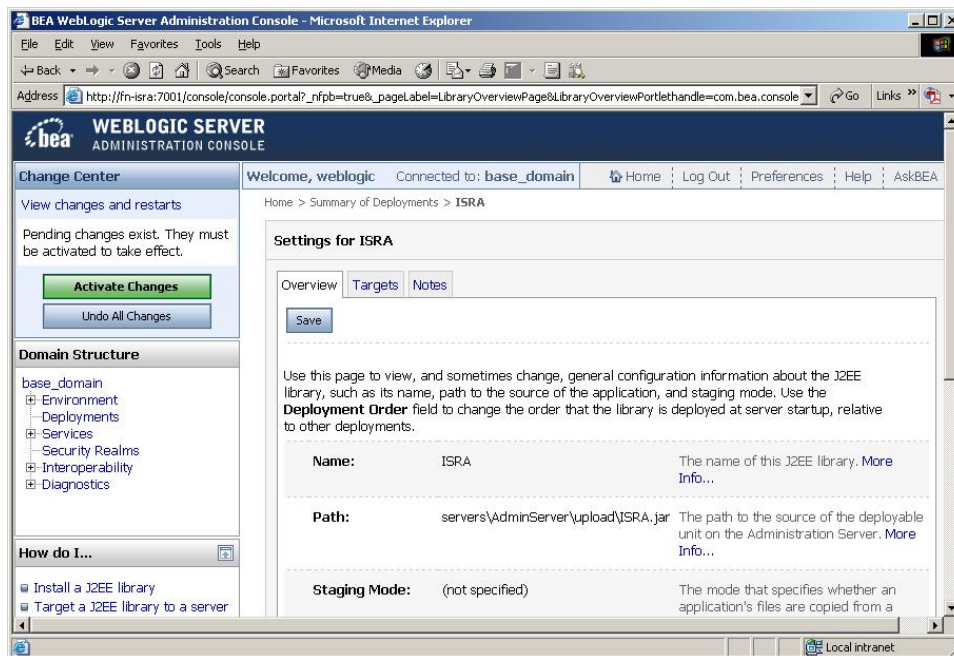 BEA WebLogic Server Administration Console - Microsoft Internet Explorer
File Edit View Favorites Tools Help
Back Search Favorites Media
Address http://fn-isra:7001/console/console.portal?_nfpb=true&_pageLabel=LibraryOverviewPage&LibraryOverviewPortlethandle=com.bea.console Go Links »
bea WEBLOGIC SERVER
ADMINISTRATION CONSOLE
Change Center
View changes and restarts
Pending changes exist. They must
be activated to take effect.
Activate Changes
Undo All Changes
Domain Structure
base_domain
Environment
Deployments
Services
Security Realms
Interoperability
Diagnostics
How do I...
Install a J2EE library
Target a J2EE library to a server
Welcome, weblogic Connected to: base_domain Home Log Out Preferences Help AskBEA
Home > Summary of Deployments > ISRA
Settings for ISRA
Overview Targets Notes
Save
Use this page to view, and sometimes change, general configuration information about the J2EE
library, such as its name, path to the source of the application, and staging mode. Use the
Deployment Order field to change the order that the library is deployed at server startup, relative
to other deployments.
Name: ISRA The name of this J2EE library. More
Info...
Path: servers\AdminServer\upload\ISRA.jar The path to the source of the deployable
unit on the Administration Server. More
Info...
Staging Mode: (not specified) The mode that specifies whether an
application's files are copied from a
Local intranet